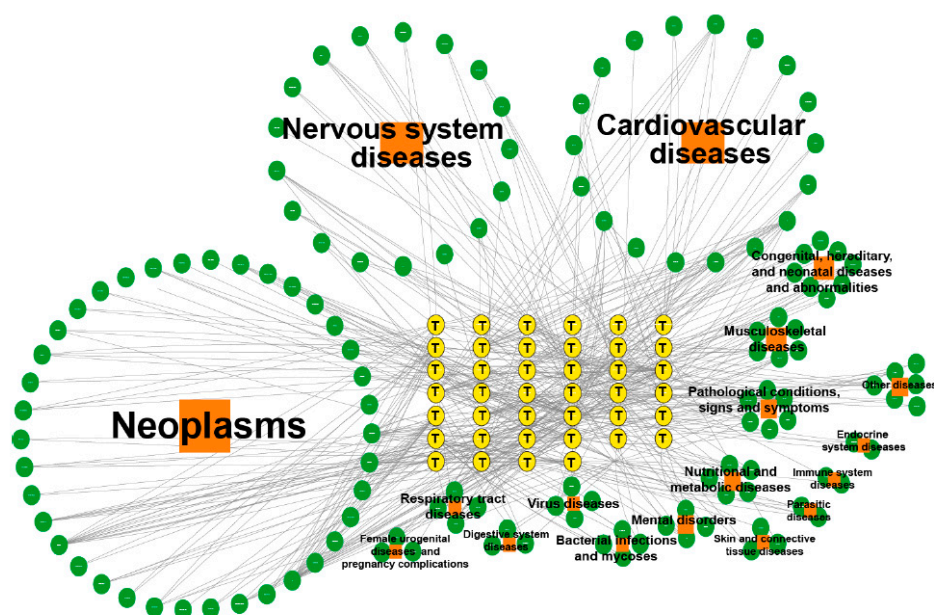 Nervous system
diseases
Cardiovascular
diseases
Congenital, hereditary,
and neonatal diseases
and abnormalities
T T T T T T
Musculoskeletal
diseases
T T T T T T
T T T T T T
Other diseases
Pathological conditions,
signs and symptoms
T T T T T T
Neoplasms
T T T T T T
T T T T T T
Endocrine
system diseases
T T T T
Nutritional and
metabolic diseases
Immune system
diseases
Respiratory tract
diseases
Virus diseases
Parasitic
diseases
Mental disorders
Female urogenital
diseases and
pregnancy complications
Digestive system
diseases
Bacterial infections
and mycoses
Skin and connective
tissue diseases